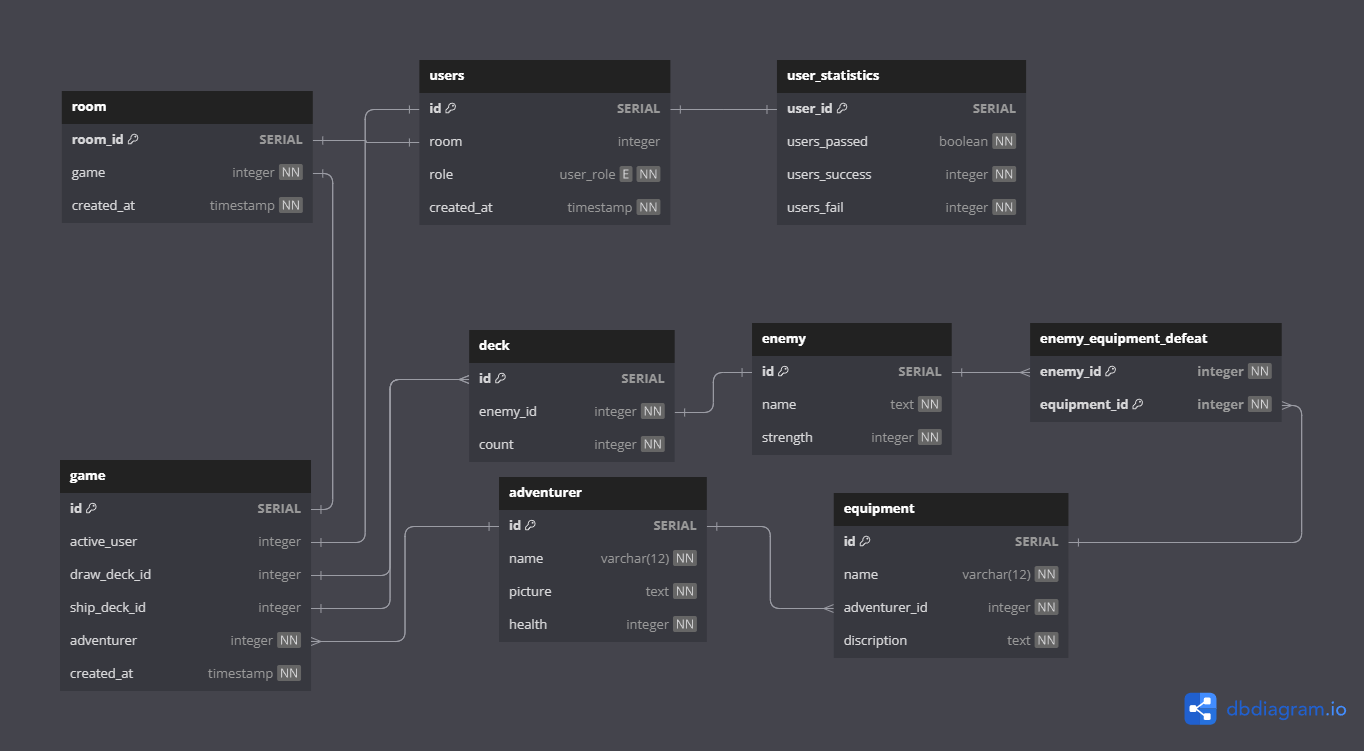 room
room_id SERIAL
game integer NN
created_at timestamp NN
users
id SERIAL
room integer
role user_role E NN
created_at timestamp NN
user_statistics
user_id SERIAL
users_passed boolean NN
users_success integer NN
users_fail integer NN
deck
id SERIAL
enemy_id integer NN
count integer NN
enemy
id SERIAL
name text NN
strength integer NN
enemy_equipment_defeat
enemy_id integer NN
equipment_id integer NN
game
id SERIAL
active_user integer
draw_deck_id integer
ship_deck_id integer
adventurer integer NN
created_at timestamp NN
adventurer
id SERIAL
name varchar(12) NN
picture text NN
health integer NN
equipment
id SERIAL
name varchar(12) NN
adventurer_id integer NN
discription text NN
dbdiagram.io